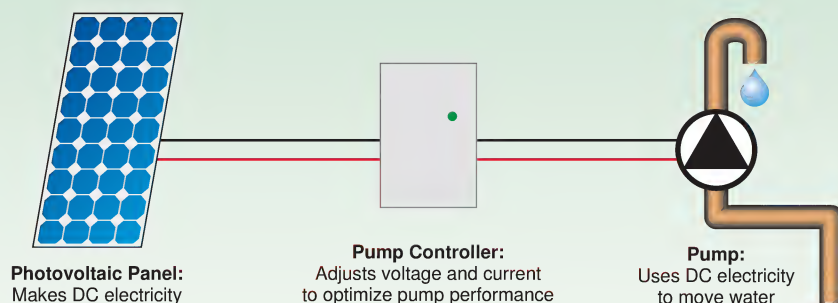 Photovoltaic Panel:
Makes DC electricity
Pump Controller:
Adjusts voltage and current
to optimize pump performance
Pump:
Uses DC electricity
to move water